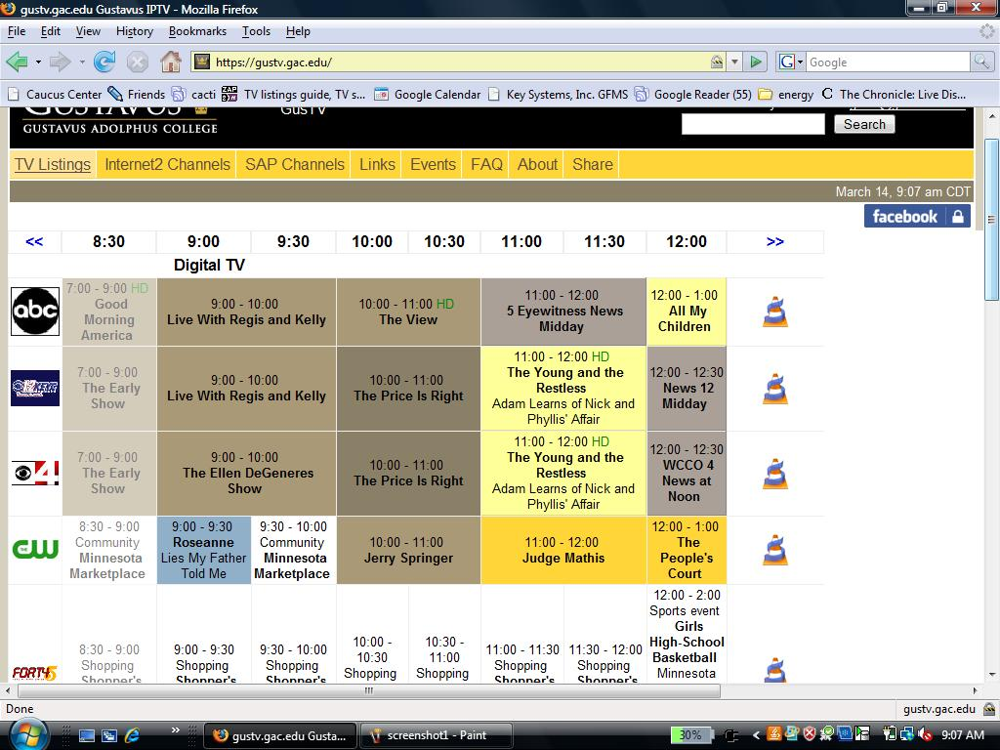 gustv.gac.edu Gustavus IPTV - Mozilla Firefox
File Edit View History Bookmarks Tools Help
https://gustv.gac.edu/
Google
Caucus Center Friends cacti TV listings guide, TV s... Google Calendar Key Systems, Inc. GFMS Google Reader (55) energy The Chronicle: Live Dis...
GUSTAVUS
GusTV
GUSTAVUS ADOLPHUS COLLEGE
Search
TV Listings Internet2 Channels SAP Channels Links Events FAQ About Share
March 14, 9:07 am CDT
facebook
<< 8:30 9:00 9:30 10:00 10:30 11:00 11:30 12:00 >>
Digital TV
abc
7:00 - 9:00 HD
Good
Morning
America
9:00 - 10:00
Live With Regis and Kelly
10:00 - 11:00 HD
The View
11:00 - 12:00
5 Eyewitness News
Midday
12:00 - 1:00
All My
Children
7:00 - 9:00
The Early
Show
9:00 - 10:00
Live With Regis and Kelly
10:00 - 11:00
The Price Is Right
11:00 - 12:00 HD
The Young and the
Restless
Adam Learns of Nick and
Phyllis' Affair
12:00 - 12:30
News 12
Midday
4
7:00 - 9:00
The Early
Show
9:00 - 10:00
The Ellen DeGeneres
Show
10:00 - 11:00
The Price Is Right
11:00 - 12:00 HD
The Young and the
Restless
Adam Learns of Nick and
Phyllis' Affair
12:00 - 12:30
WCCO 4
News at
Noon
THE CW
8:30 - 9:00
Community
Minnesota
Marketplace
9:00 - 9:30
Roseanne
Lies My Father
Told Me
9:30 - 10:00
Community
Minnesota
Marketplace
10:00 - 11:00
Jerry Springer
11:00 - 12:00
Judge Mathis
12:00 - 1:00
The
People's
Court
FORTY5
8:30 - 9:00
Shopping
Shopper's
9:00 - 9:30
Shopping
Shopper's
9:30 - 10:00
Shopping
Shopper's
10:00 -
10:30
Shopping
10:30 -
11:00
Shopping
11:00 - 11:30
Shopping
Shopper's
11:30 - 12:00
Shopping
Shopper's
12:00 - 2:00
Sports event
Girls
High-School
Basketball
Minnesota
Done
gustv.gac.edu
gustv.gac.edu Gusta...
screenshot1 - Paint
30%
9:07 AM